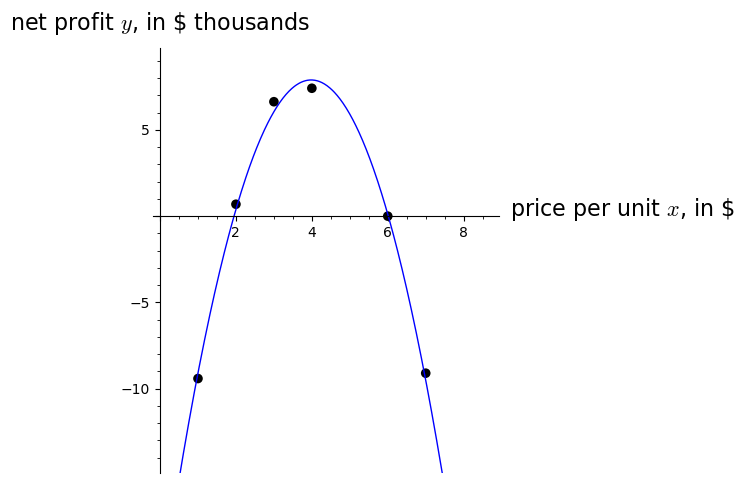 net profit y, in $ thousands
5
price per unit x, in $
2 4 6 8
−5
−10